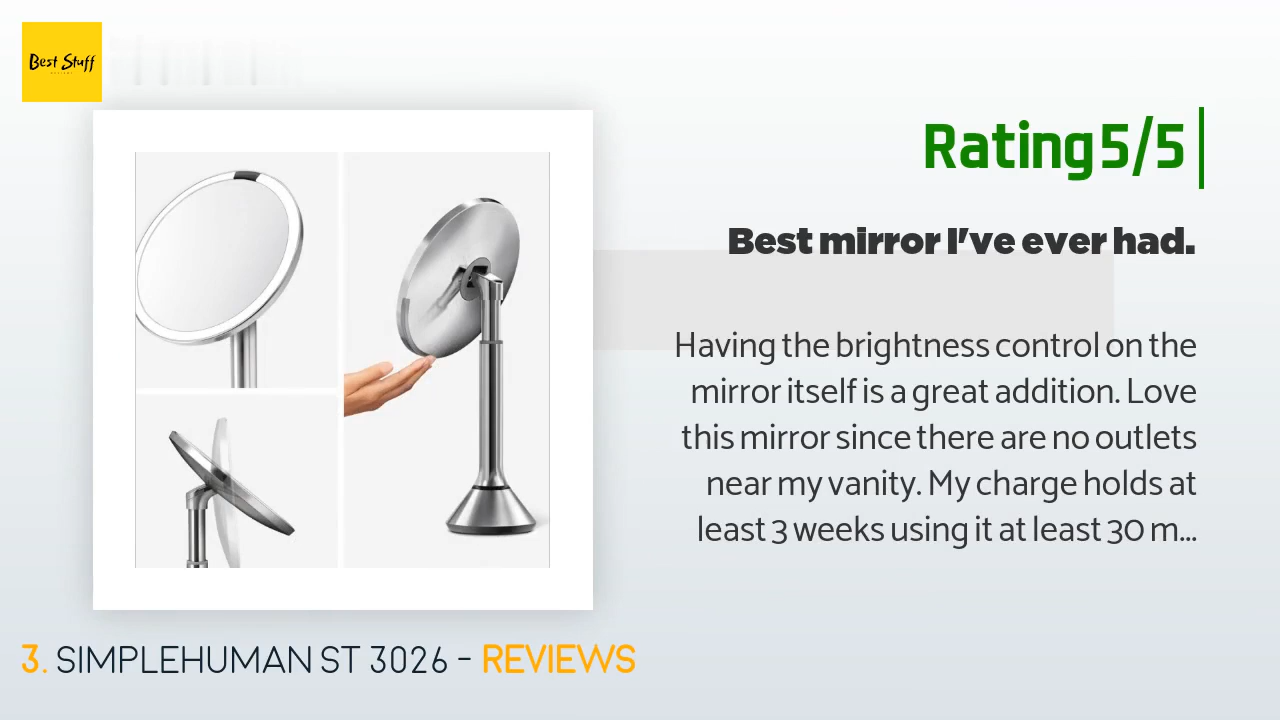 Best Stuff
Rating 5/5
Best mirror I've ever had.
Having the brightness control on the
mirror itself is a great addition. Love
this mirror since there are no outlets
near my vanity. My charge holds at
least 3 weeks using it at least 30 m...
3. SIMPLEHUMAN ST 3026 - REVIEWS